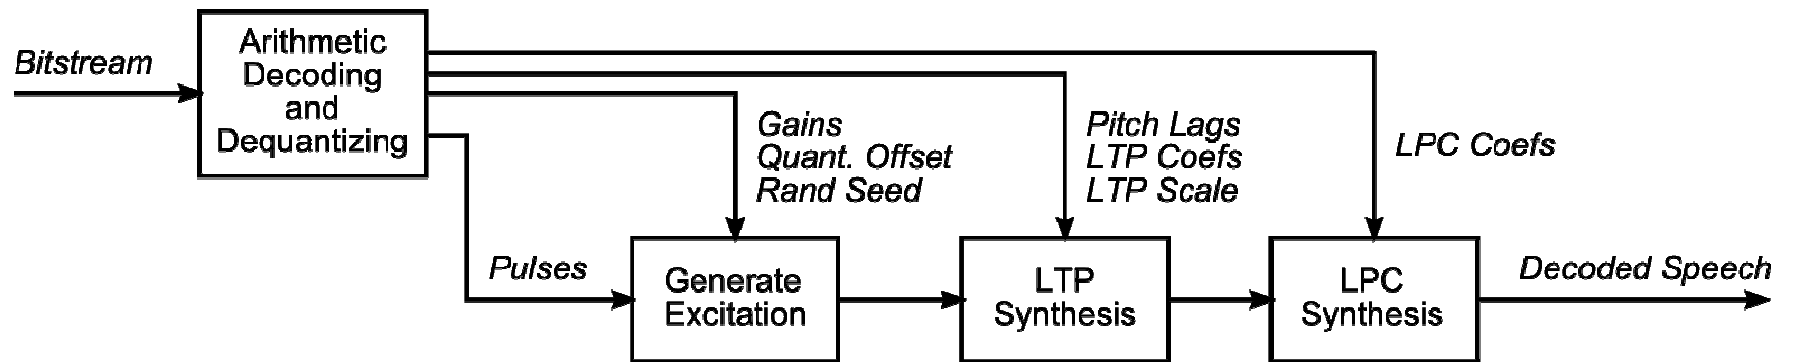 Bitstream
Arithmetic
Decoding
and
Dequantizing
Gains
Quant. Offset
Rand Seed
Pitch Lags
LTP Coefs
LTP Scale
LPC Coefs
Pulses
Generate
Excitation
LTP
Synthesis
LPC
Synthesis
Decoded Speech